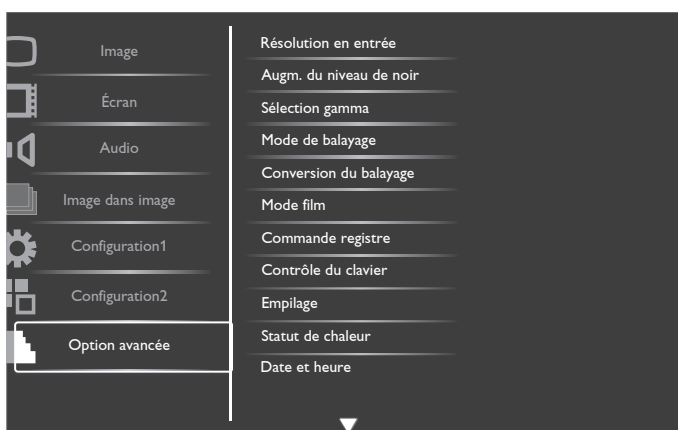 Image
Écran
Audio
Image dans image
Configuration1
Configuration2
Option avancée
Résolution en entrée
Augm. du niveau de noir
Sélection gamma
Mode de balayage
Conversion du balayage
Mode film
Commande registre
Contrôle du clavier
Empilage
Statut de chaleur
Date et heure